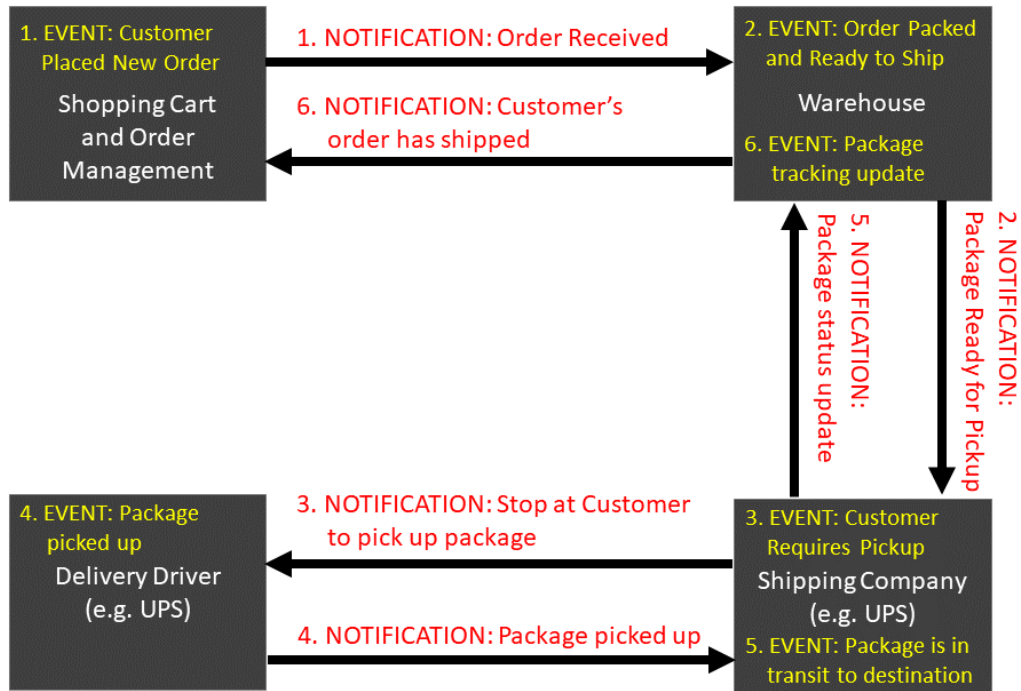 1. EVENT: Customer
Placed New Order
Shopping Cart
and Order
Management
1. NOTIFICATION: Order Received
6. NOTIFICATION: Customer’s
order has shipped
2. EVENT: Order Packed
and Ready to Ship
Warehouse
6. EVENT: Package
tracking update
5. NOTIFICATION:
Package status update
2. NOTIFICATION:
Package Ready for Pickup
4. EVENT: Package
picked up
Delivery Driver
(e.g. UPS)
3. NOTIFICATION: Stop at Customer
to pick up package
4. NOTIFICATION: Package picked up
3. EVENT: Customer
Requires Pickup
Shipping Company
(e.g. UPS)
5. EVENT: Package is in
transit to destination